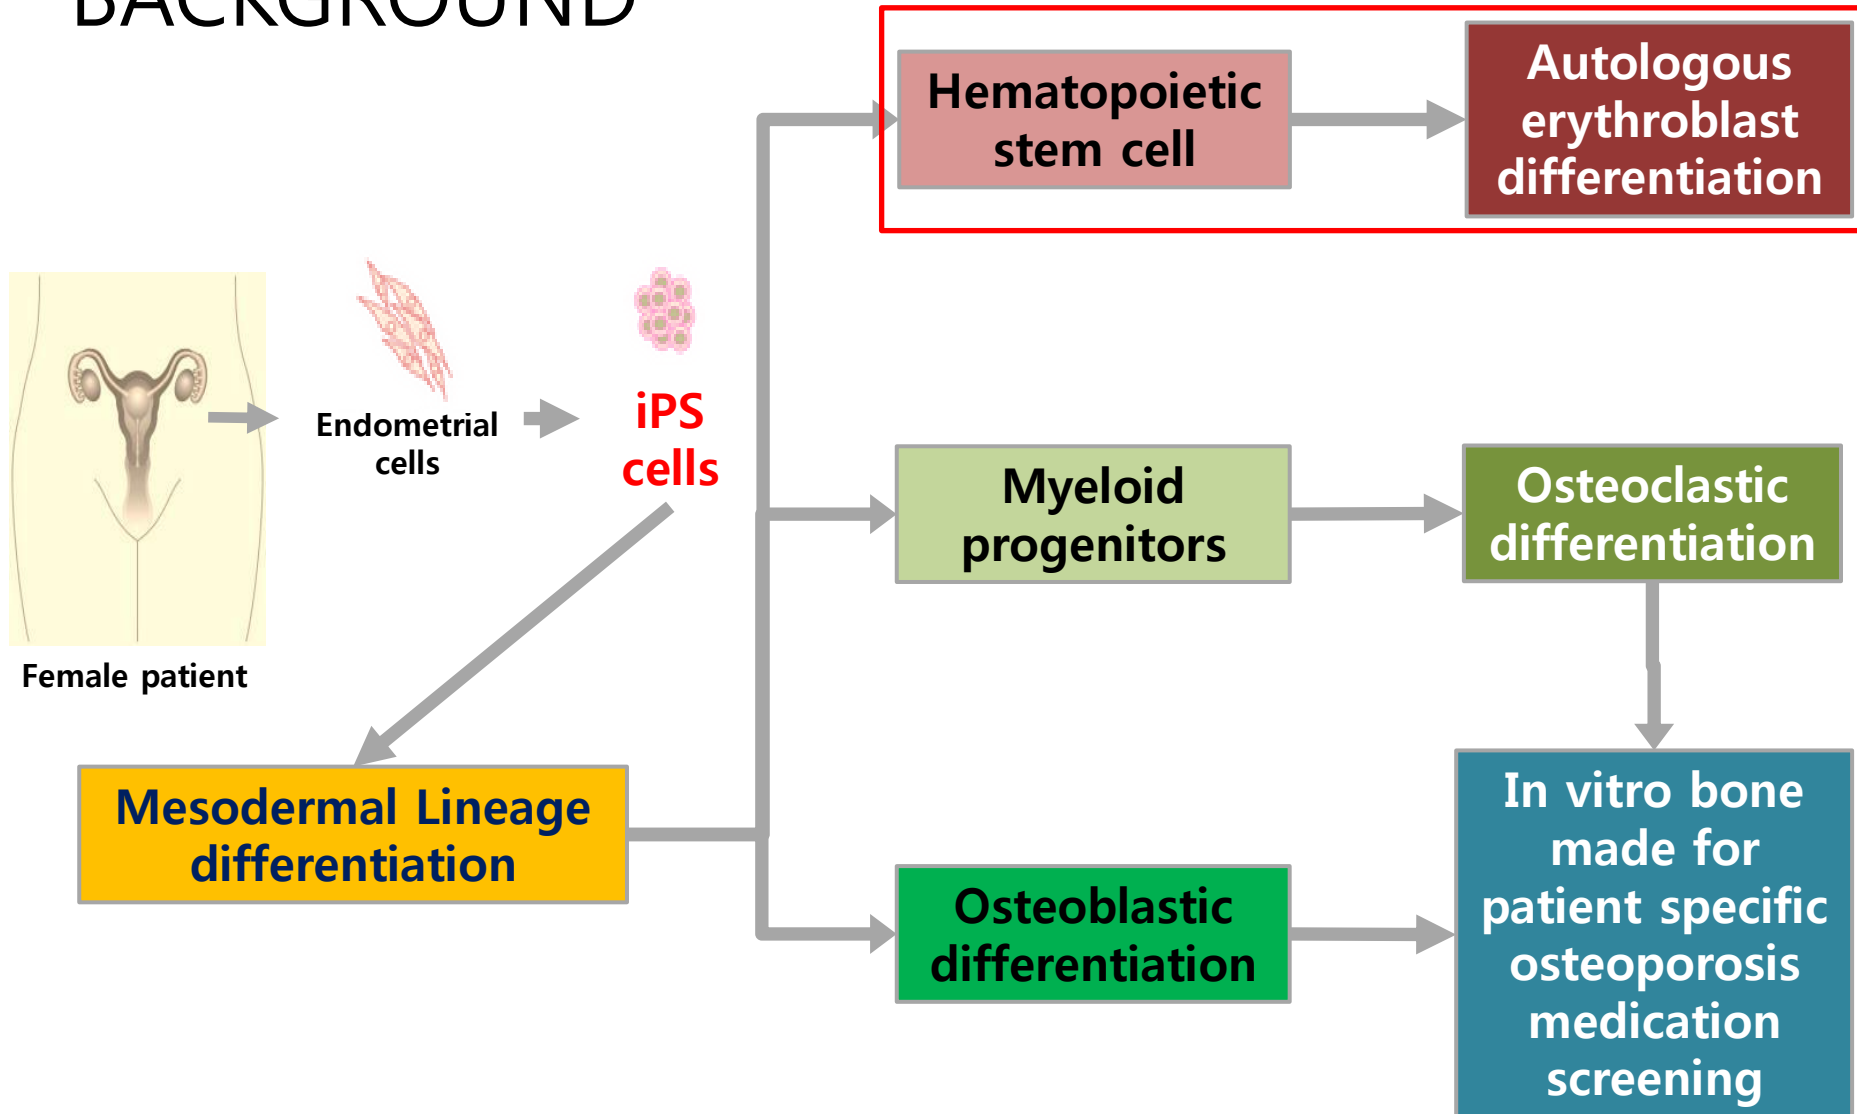 BACKGROUND
Hematopoietic
stem cell
Autologous
erythroblast
differentiation
Endometrial
cells
iPS
cells
Female patient
Myeloid
progenitors
Osteoclastic
differentiation
Mesodermal Lineage
differentiation
Osteoblastic
differentiation
In vitro bone
made for
patient specific
osteoporosis
medication
screening